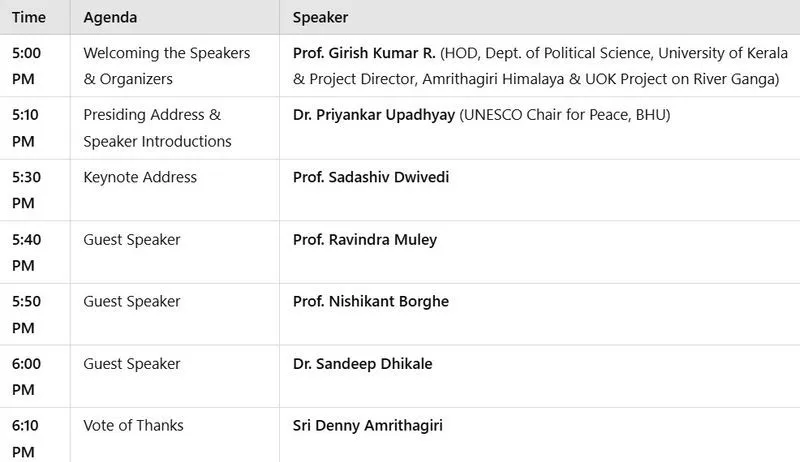 Time Agenda Speaker
5:00 Welcoming the Speakers Prof. Girish Kumar R. (HOD, Dept. of Political Science, University of Kerala
PM & Organizers & Project Director, Amrithagiri Himalaya & UOK Project on River Ganga)
5:10 Presiding Address & Dr. Priyankar Upadhyay (UNESCO Chair for Peace, BHU)
PM Speaker Introductions
5:30 Keynote Address Prof. Sadashiv Dwivedi
PM
5:40 Guest Speaker Prof. Ravindra Muley
PM
5:50 Guest Speaker Prof. Nishikant Borghe
PM
6:00 Guest Speaker Dr. Sandeep Dhikale
PM
6:10 Vote of Thanks Sri Denny Amrithagiri
PM